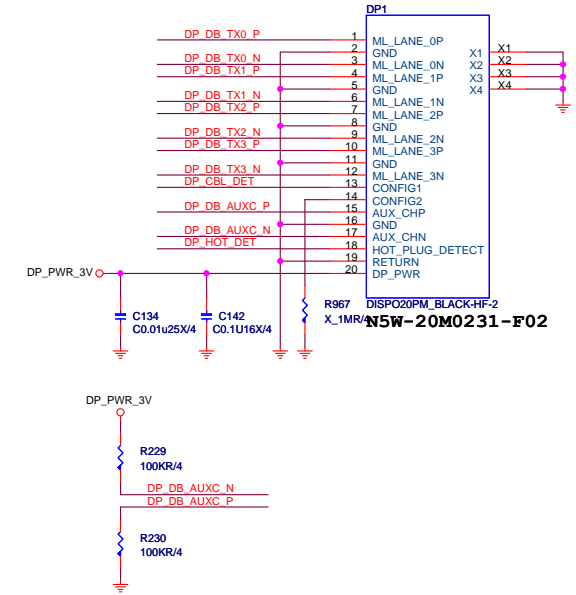 DP1
DP_DB_TX0_P 1 ML_LANE_0P
2 GND X1 X1
DP_DB_TX0_N 3 ML_LANE_0N X2 X2
DP_DB_TX1_P 4 ML_LANE_1P X3 X3
5 GND X4 X4
DP_DB_TX1_N 6 ML_LANE_1N
DP_DB_TX2_P 7 ML_LANE_2P
8 GND
DP_DB_TX2_N 9 ML_LANE_2N
DP_DB_TX3_P 10 ML_LANE_3P
11 GND
DP_DB_TX3_N 12 ML_LANE_3N
DP_CBL_DET 13 CONFIG1
14 CONFIG2
DP_DB_AUXC_P 15 AUX_CHP
16 GND
DP_DB_AUXC_N 17 AUX_CHN
DP_HOT_DET 18 HOT_PLUG_DETECT
19 RETURN
DP_PWR_3V 20 DP_PWR
R967 DISPO20PM_BLACK-HF-2
X_1MR/4 N5W-20M0231-F02
C134 C142
C0.01u25X/4 C0.1U16X/4
DP_PWR_3V
R229
100KR/4
DP_DB_AUXC_N
DP_DB_AUXC_P
R230
100KR/4